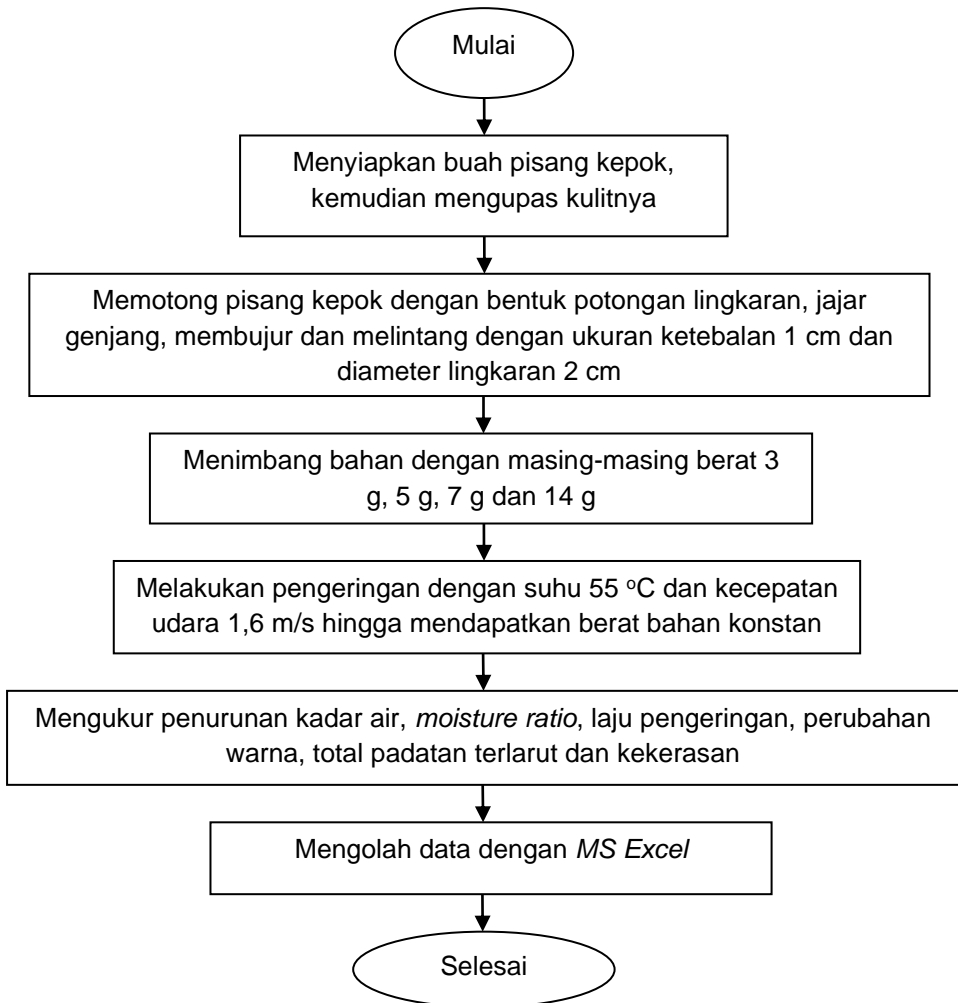 Mulai
Menyiapkan buah pisang kepok,
kemudian mengupas kulitnya
Memotong pisang kepok dengan bentuk potongan lingkaran, jajar
genjang, membujur dan melintang dengan ukuran ketebalan 1 cm dan
diameter lingkaran 2 cm
Menimbang bahan dengan masing-masing berat 3
g, 5 g, 7 g dan 14 g
Melakukan pengeringan dengan suhu 55 °C dan kecepatan
udara 1,6 m/s hingga mendapatkan berat bahan konstan
Mengukur penurunan kadar air, moisture ratio, laju pengeringan, perubahan
warna, total padatan terlarut dan kekerasan
Mengolah data dengan MS Excel
Selesai